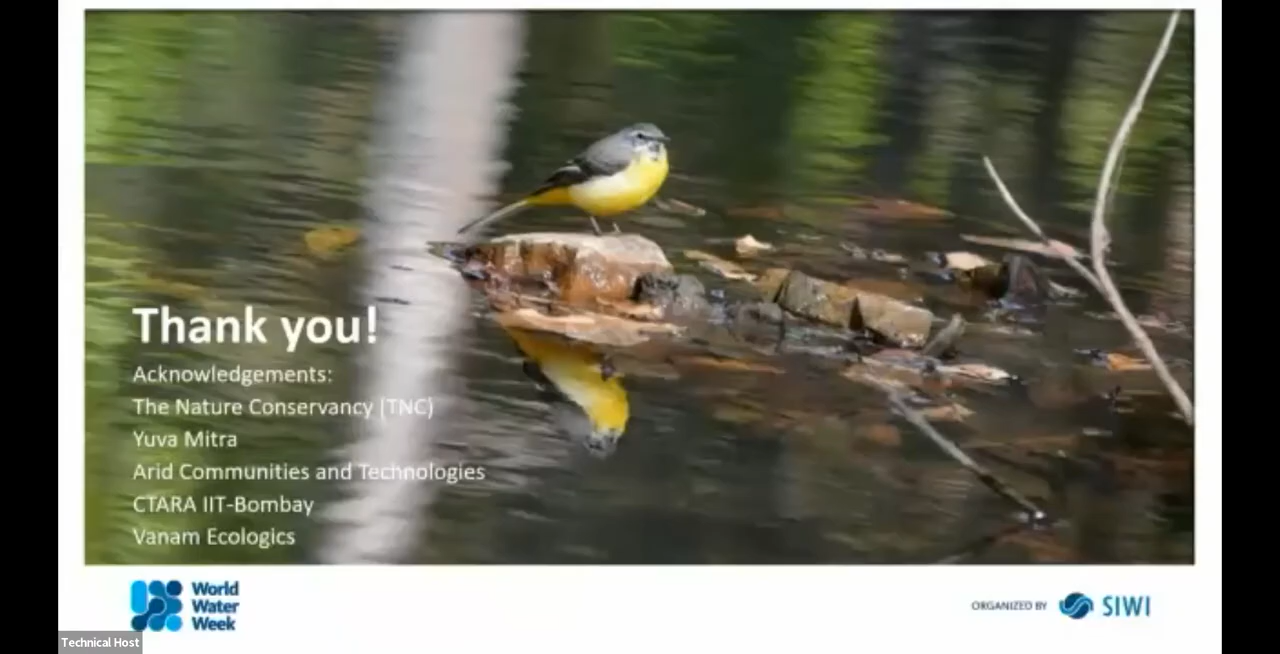 Thank you!
Acknowledgements:
The Nature Conservancy (TNC)
Yuva Mitra
Arid Communities and Technologies
CTARA IIT-Bombay
Vanam Ecologics
World
Water
Week
ORGANIZED BY SIWI
Technical Host